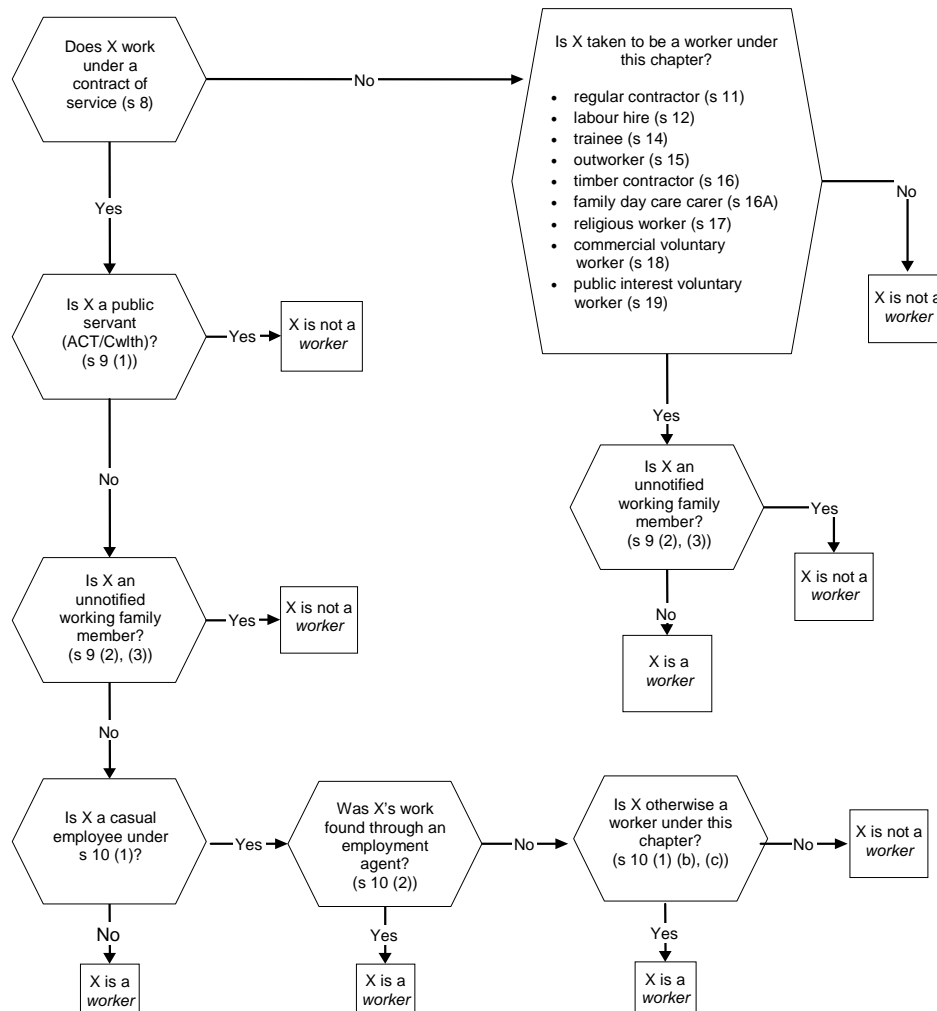 Does X work
under a
contract of
service (s 8)
No
Is X taken to be a worker under
this chapter?
• regular contractor (s 11)
• labour hire (s 12)
• trainee (s 14)
• outworker (s 15)
• timber contractor (s 16)
• family day care carer (s 16A)
• religious worker (s 17)
• commercial voluntary
worker (s 18)
• public interest voluntary
worker (s 19)
No
X is not a
worker
Yes
Is X a public
servant
(ACT/Cwlth)?
(s 9 (1))
Yes
X is not a
worker
Yes
Is X an
unnotified
working family
member?
(s 9 (2), (3))
Yes
X is not a
worker
No
X is a
worker
No
Is X an
unnotified
working family
member?
(s 9 (2), (3))
Yes
X is not a
worker
No
Is X a casual
employee under
s 10 (1)?
Yes
Was X's work
found through an
employment
agent?
(s 10 (2))
No
Is X otherwise a
worker under this
chapter?
(s 10 (1) (b), (c))
No
X is not a
worker
No
X is a
worker
Yes
X is a
worker
Yes
X is a
worker